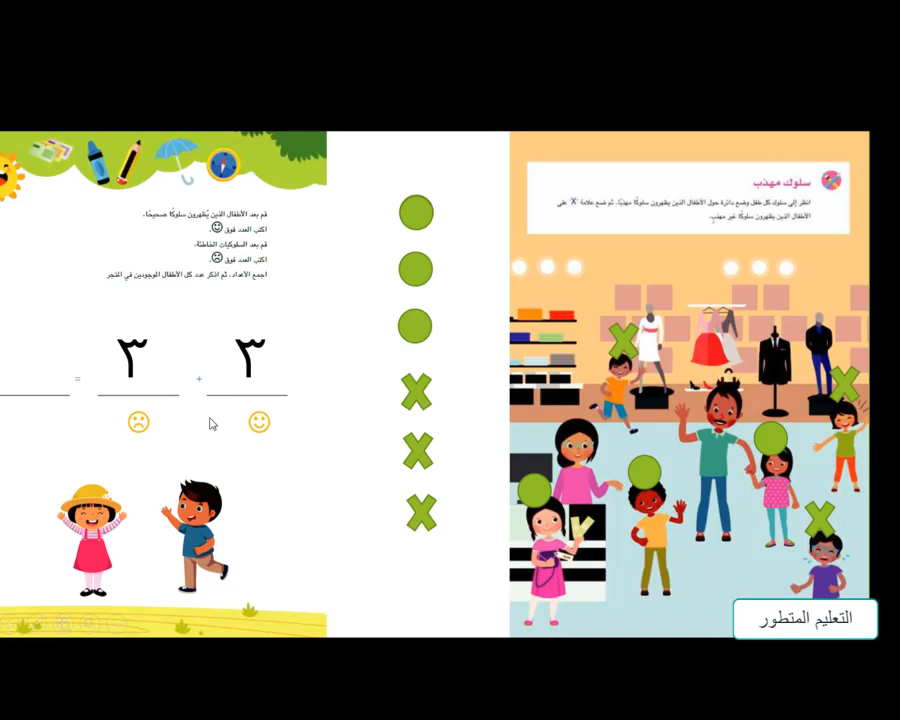 سلوك مهذب
انظر إلى سلوك كل طفل وضع دائرة حول الأطفال الذين يظهرون سلوكًا مهذبًا. ثم ضع علامة "X" على
الأطفال الذين يظهرون سلوكًا غير مهذب.
قم بعد الأطفال الذين يُظهرون سلوكًا صحيحًا.
اكتب العدد فوق
قم بعد السلوكيات الخاطئة.
اكتب العدد فوق
اجمع الأعداد، ثم اذكر عدد كل الأطفال الموجودين في المتجر
٣ + ٣ =
التعليم المتطور